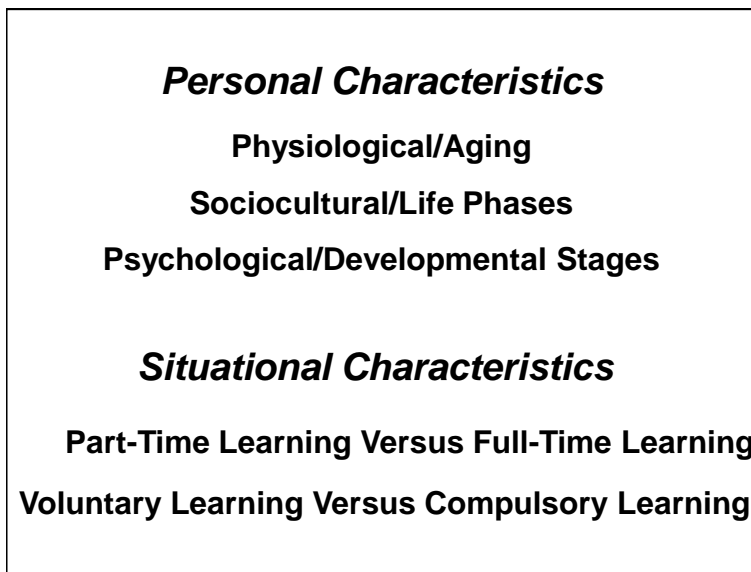 Personal Characteristics
Physiological/Aging
Sociocultural/Life Phases
Psychological/Developmental Stages
Situational Characteristics
Part-Time Learning Versus Full-Time Learning
Voluntary Learning Versus Compulsory Learning